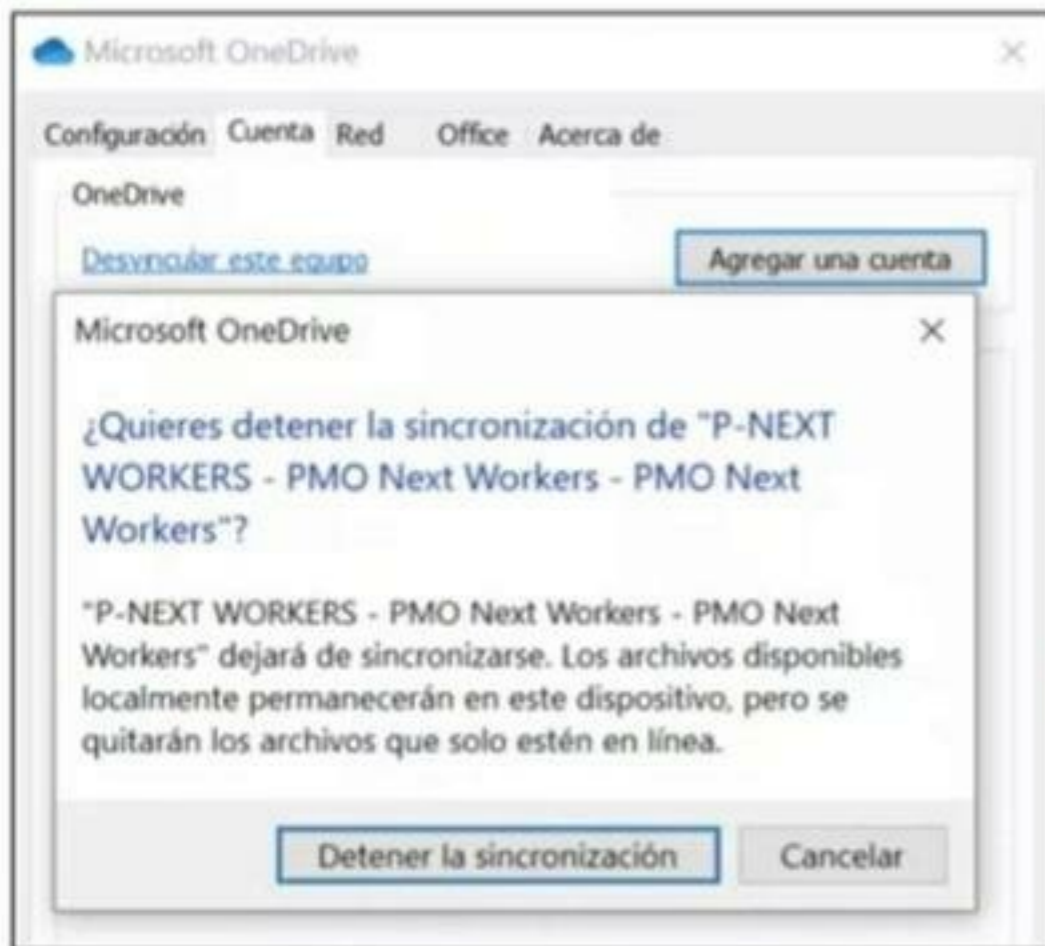 Microsoft OneDrive
Configuración Cuenta Red Office Acerca de
OneDrive
Desvincular este equipo
Agregar una cuenta
Microsoft OneDrive
¿Quieres detener la sincronización de "P-NEXT
WORKERS - PMO Next Workers - PMO Next
Workers"?
"P-NEXT WORKERS - PMO Next Workers - PMO Next
Workers" dejará de sincronizarse. Los archivos disponibles
localmente permanecerán en este dispositivo, pero se
quitarán los archivos que solo estén en línea.
Detener la sincronización
Cancelar